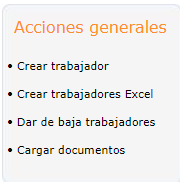 Acciones generales
• Crear trabajador
• Crear trabajadores Excel
• Dar de baja trabajadores
• Cargar documentos